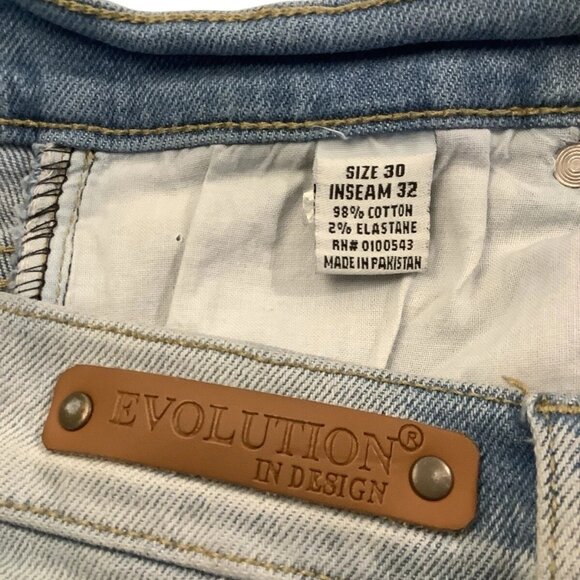 SIZE 30
INSEAM 32
98% COTTON
2% ELASTANE
RN# 0100543
MADE IN PAKISTAN
EVOLUTION®
IN DESIGN